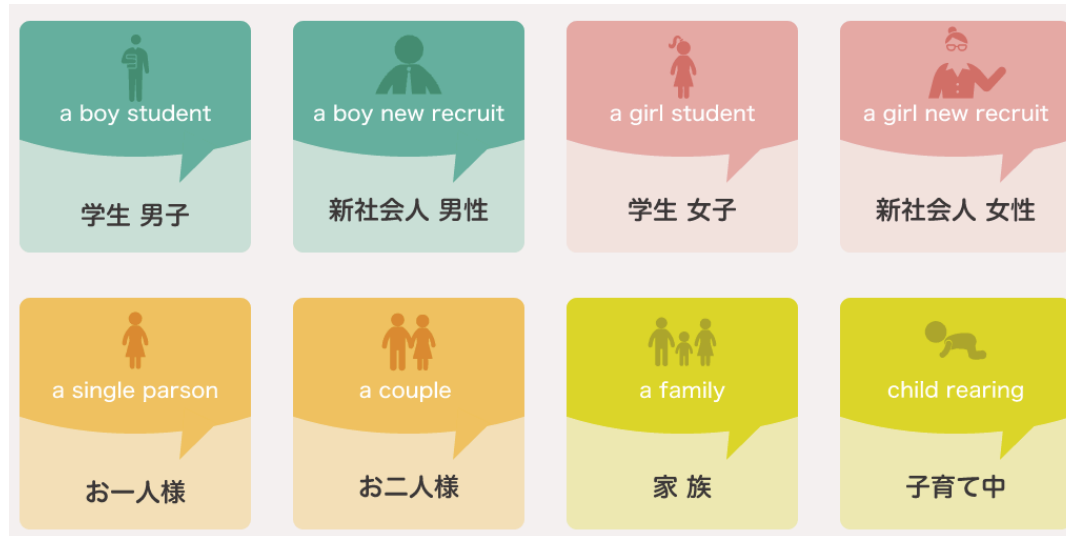 a boy student
学生 男子
a boy new recruit
新社会人 男性
a girl student
学生 女子
a girl new recruit
新社会人 女性
a single parson
お一人様
a couple
お二人様
a family
家 族
child rearing
子育て中